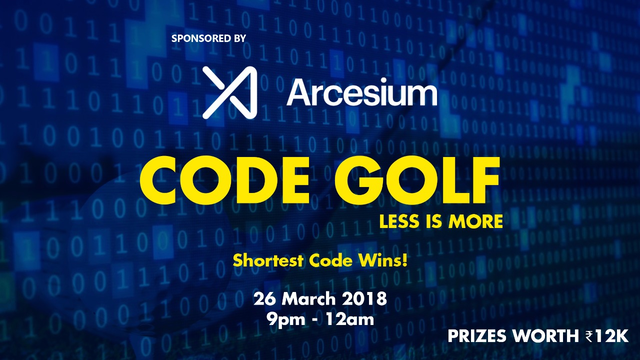 SPONSORED BY
Arcesium
CODE GOLF
LESS IS MORE
Shortest Code Wins!
26 March 2018
9pm - 12am
PRIZES WORTH ₹12K